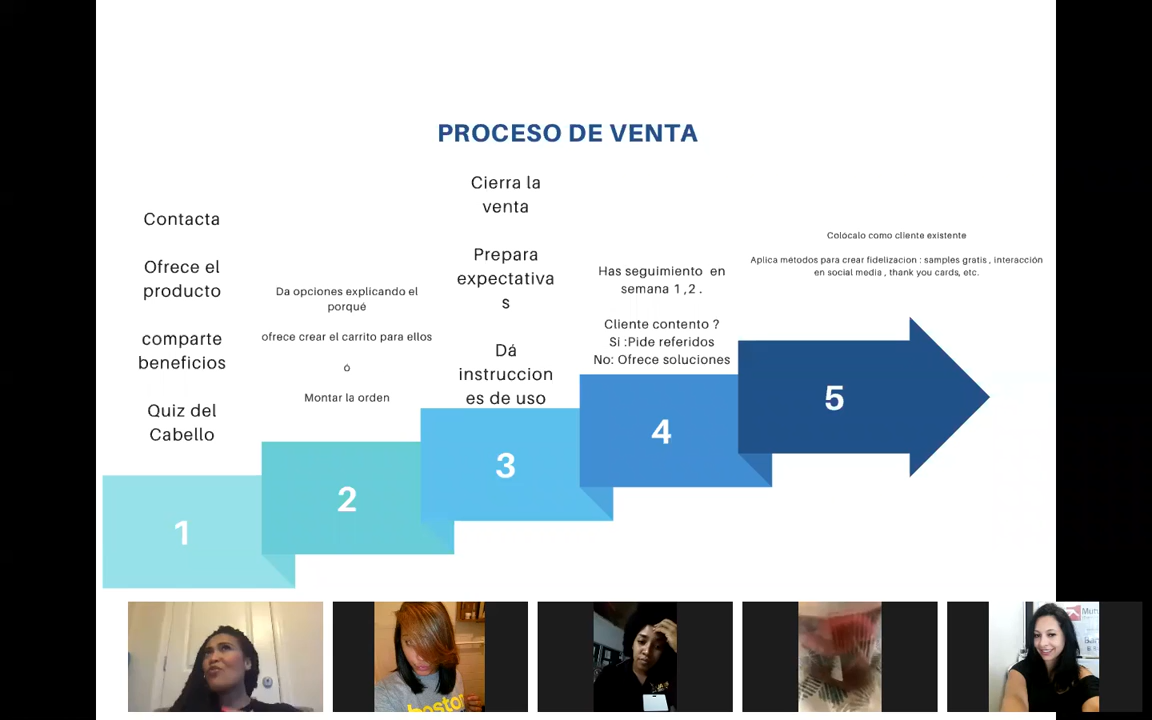 PROCESO DE VENTA
Contacta
Ofrece el
producto
comparte
beneficios
Quiz del
Cabello
1
Da opciones explicando el
porqué
ofrece crear el carrito para ellos
ó
Montar la orden
2
Cierra la
venta
Prepara
expectativa
s
Dá
instruccion
es de uso
3
Has seguimiento en
semana 1 ,2 .
Cliente contento ?
Si :Pide referidos
No: Ofrece soluciones
4
Colócalo como cliente existente
Aplica métodos para crear fidelizacion : samples gratis , interacción
en social media , thank you cards, etc.
5
boston